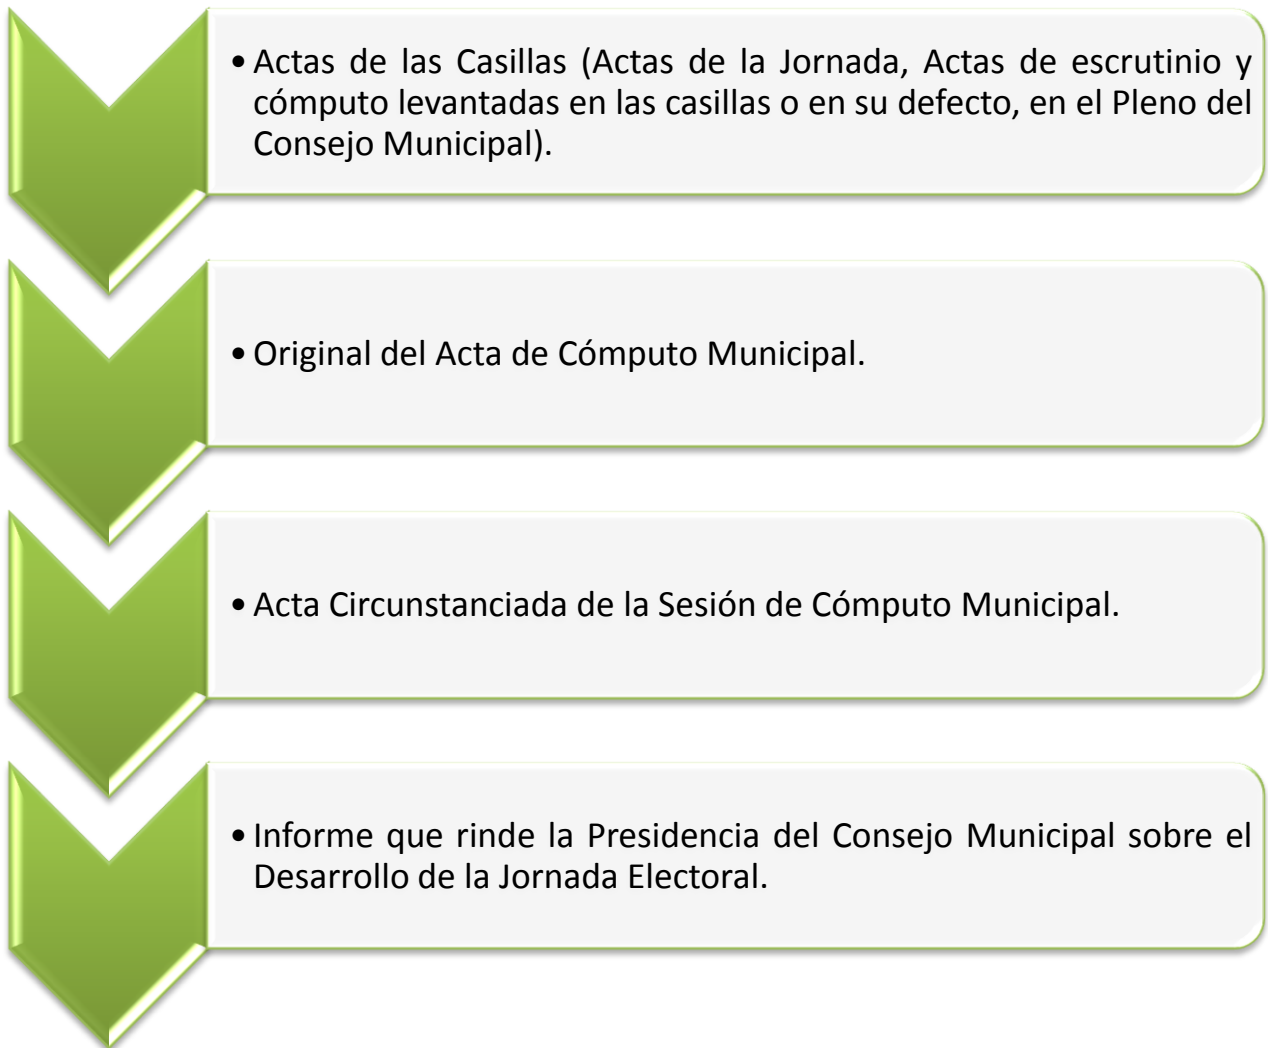 • Actas de las Casillas (Actas de la Jornada, Actas de escrutinio y
cómputo levantadas en las casillas o en su defecto, en el Pleno del
Consejo Municipal).
• Original del Acta de Cómputo Municipal.
• Acta Circunstanciada de la Sesión de Cómputo Municipal.
• Informe que rinde la Presidencia del Consejo Municipal sobre el
Desarrollo de la Jornada Electoral.